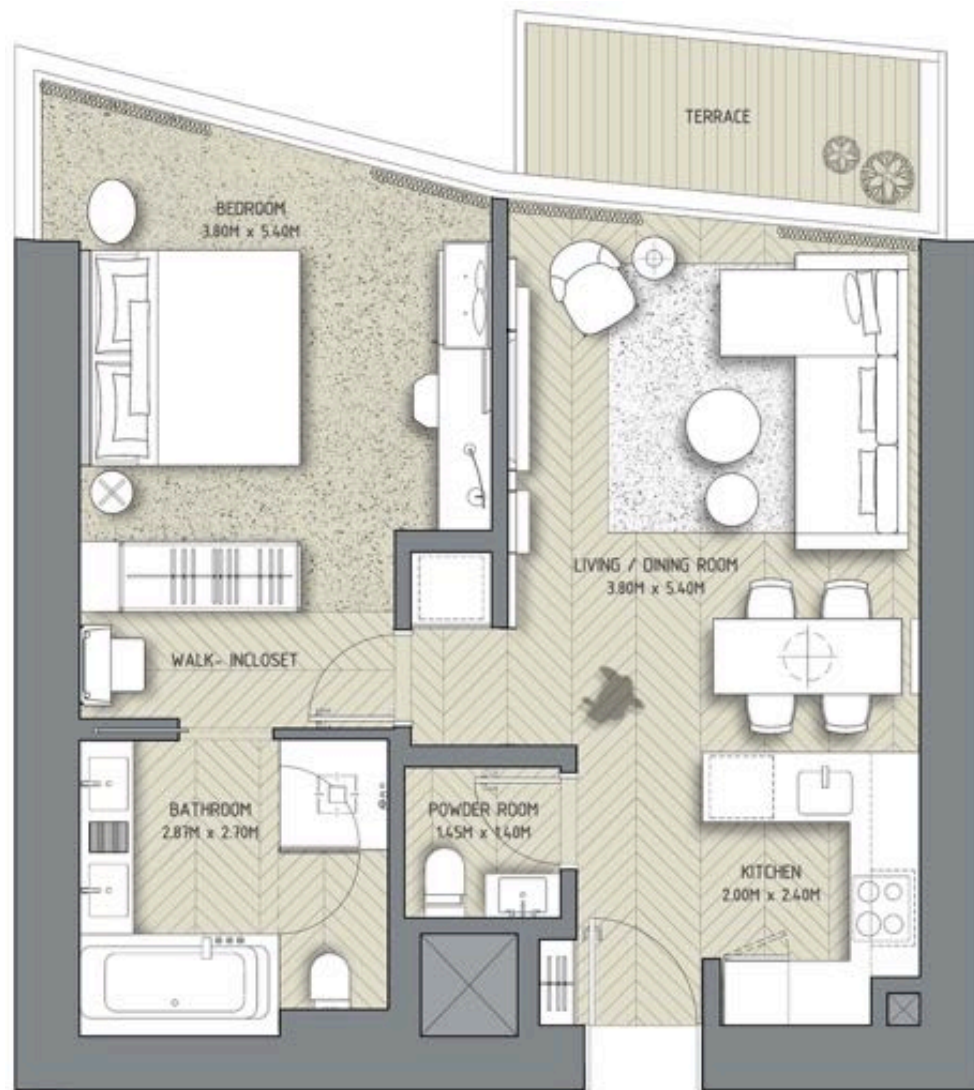 TERRACE
BEDROOM
3.80M x 5.40M
LIVING / DINING ROOM
3.80M x 5.40M
WALK- INCLOSET
BATHROOM
2.87M x 2.70M
POWDER ROOM
1.45M x 1.40M
KITCHEN
2.00M x 2.40M